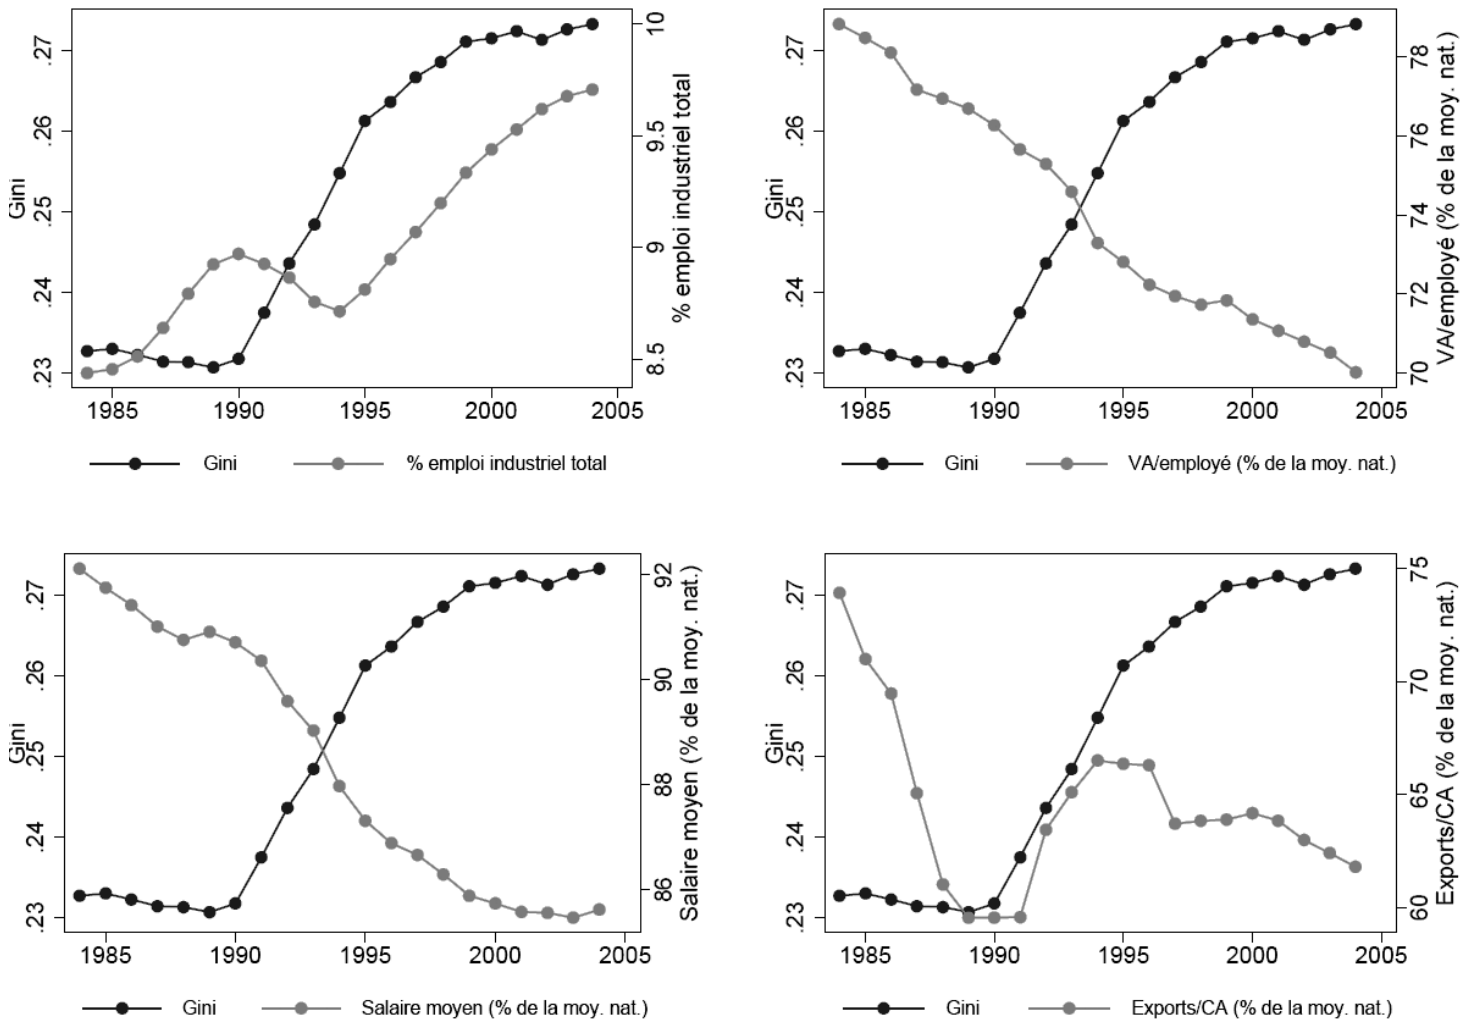 .27
.26
.25
.24
.23
Gini
10
9.5
9
8.5
% emploi industriel total
1985 1990 1995 2000 2005
Gini % emploi industriel total
.27
.26
.25
.24
.23
Gini
78
76
74
72
70
VA/employé (% de la moy. nat.)
1985 1990 1995 2000 2005
Gini VA/employé (% de la moy. nat.)
.27
.26
.25
.24
.23
Gini
92
90
88
86
Salaire moyen (% de la moy. nat.)
1985 1990 1995 2000 2005
Gini Salaire moyen (% de la moy. nat.)
.27
.26
.25
.24
.23
Gini
75
70
65
60
Exports/CA (% de la moy. nat.)
1985 1990 1995 2000 2005
Gini Exports/CA (% de la moy. nat.)